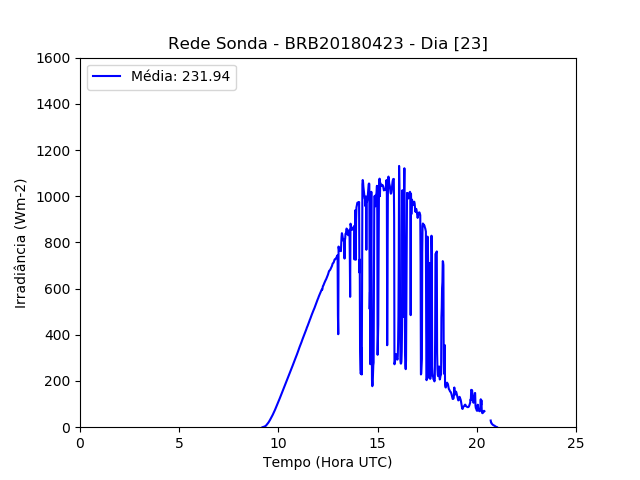 Rede Sonda - BRB20180423 - Dia [23]
Média: 231.94
Irradiância (Wm-2)
1600
1400
1200
1000
800
600
400
200
0
0 5 10 15 20 25
Tempo (Hora UTC)